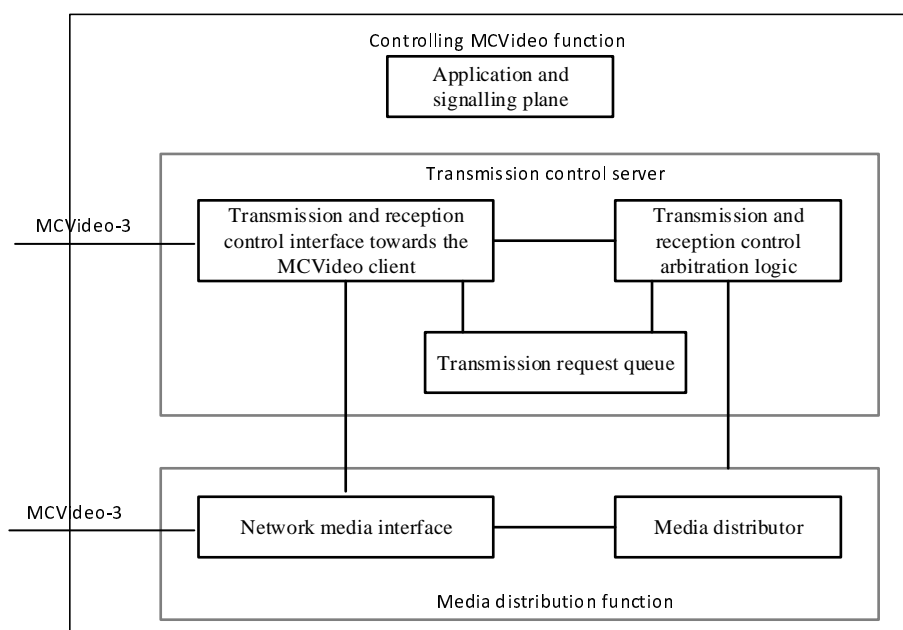 Controlling MCVideo function
Application and
signalling plane
Transmission control server
MCVideo-3
Transmission and reception
control interface towards the
MCVideo client
Transmission and
reception control
arbitration logic
Transmission request queue
MCVideo-3
Network media interface
Media distributor
Media distribution function